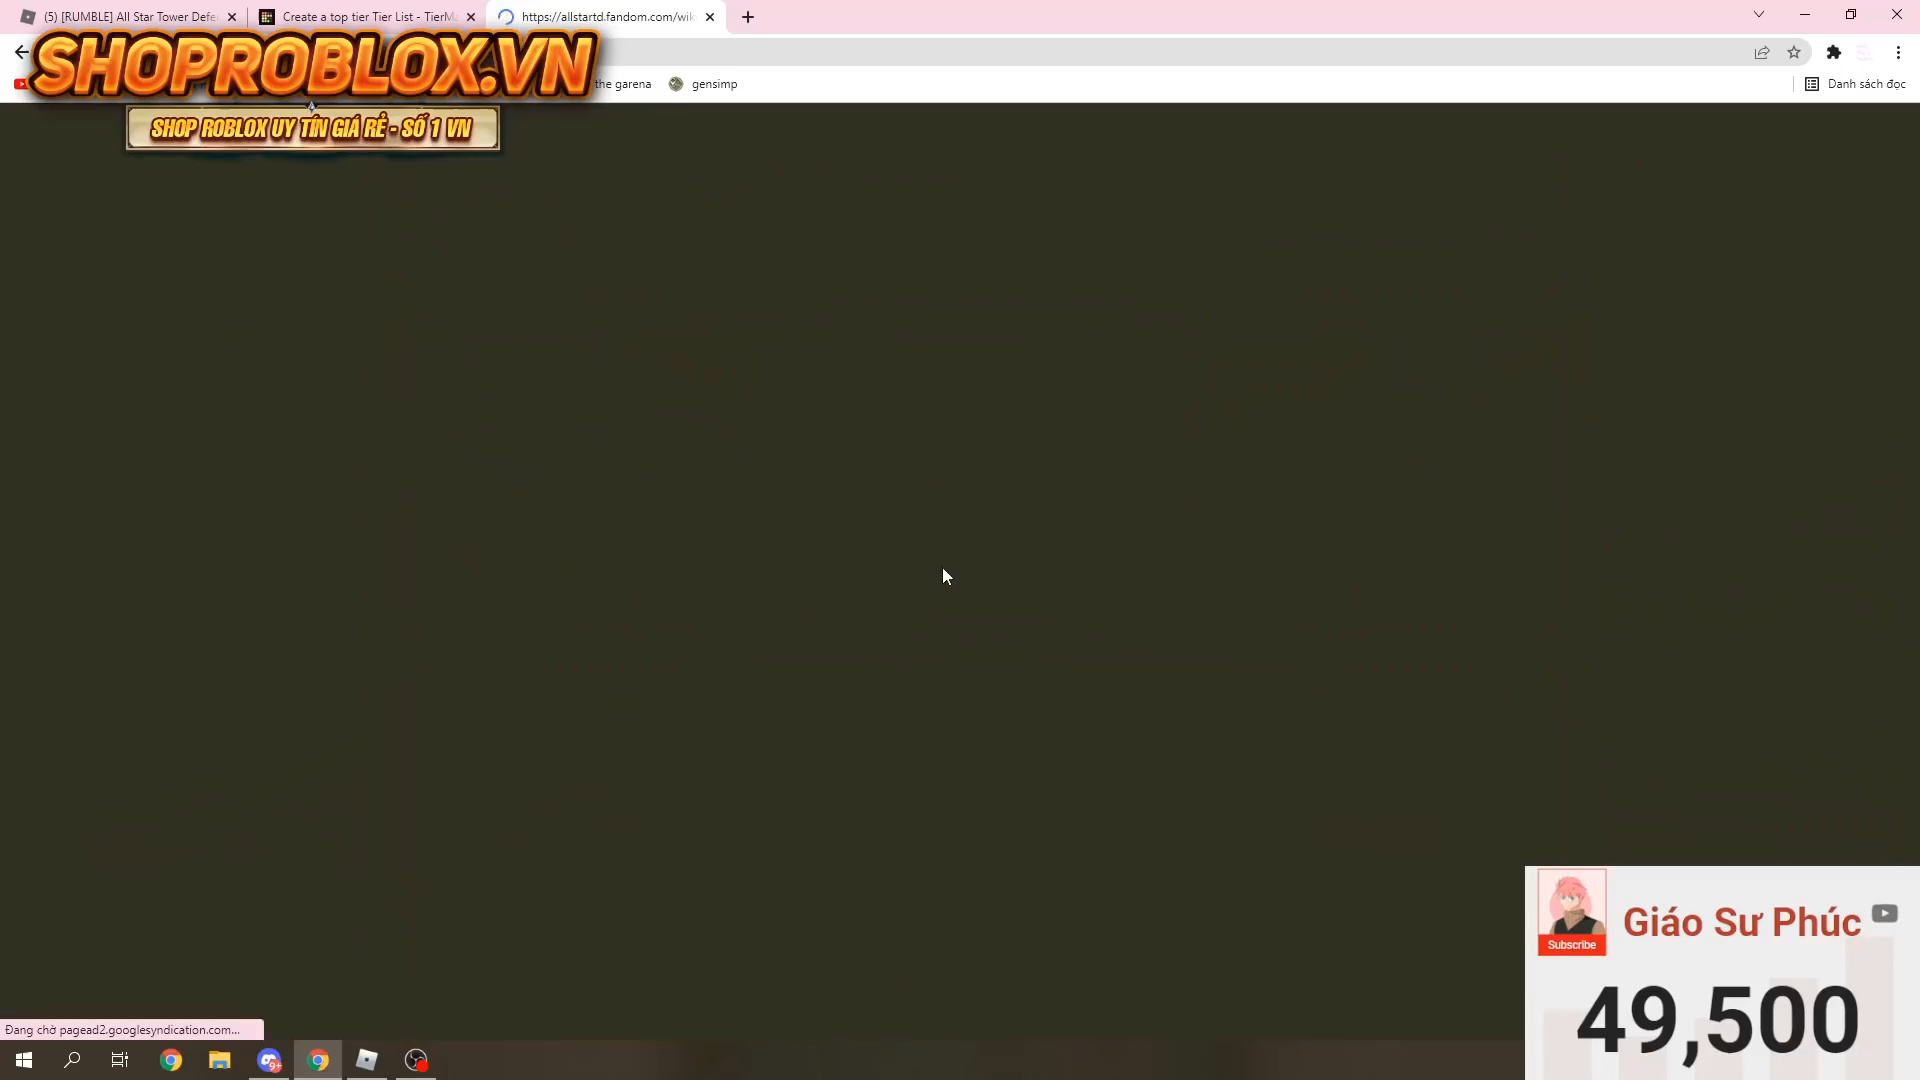 (5) [RUMBLE] All Star Tower Defe
Create a top tier Tier List - TierMa
https://allstartd.fandom.com/wik
SHOPROBLOX.VN
the garena
gensimp
Danh sách đọc
SHOP ROBLOX UY TÍN GIÁ RẺ - SỐ 1 VN
Subscribe
Giáo Sư Phúc
49,500
Đang chờ pagead2.googlesyndication.com...
9+